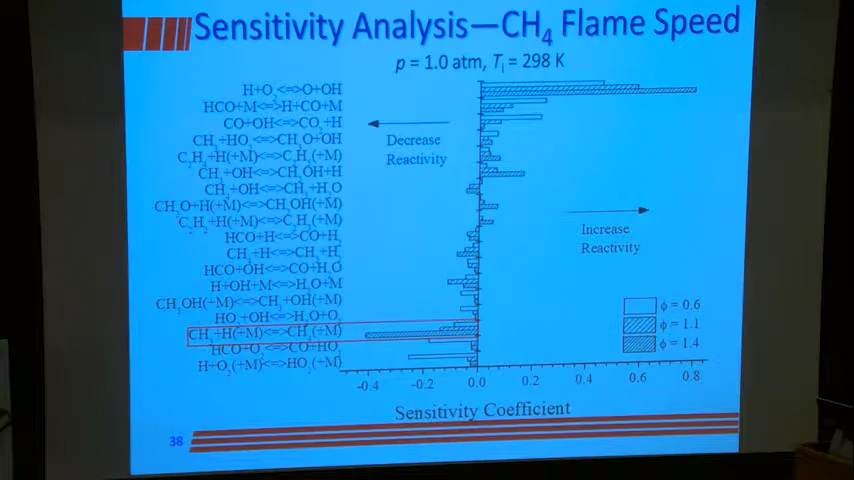 Sensitivity Analysis—CH4 Flame Speed
p = 1.0 atm, Ti = 298 K
H+O2<=>O+OH
HCO+M<=>H+CO+M
CO+OH<=>CO2+H
CH3+HO2<=>CH3O+OH
C2H4+H(+M)<=>C2H5(+M)
CH3+OH<=>CH2OH+H
CH4+OH<=>CH3+H2O
CH2O+H(+M)<=>CH2OH(+M)
C2H2+H(+M)<=>C2H3(+M)
HCO+H<=>CO+H2
CH4+H<=>CH3+H2
HCO+OH<=>CO+H2O
H+OH+M<=>H2O+M
CH3OH(+M)<=>CH3+OH(+M)
HO2+OH<=>H2O+O2
CH3+H(+M)<=>CH4(+M)
HCO+O2<=>CO+HO2
H+O2(+M)<=>HO2(+M)
Decrease
Reactivity
Increase
Reactivity
ϕ = 0.6
ϕ = 1.1
ϕ = 1.4
-0.4 -0.2 0.0 0.2 0.4 0.6 0.8
Sensitivity Coefficient
38